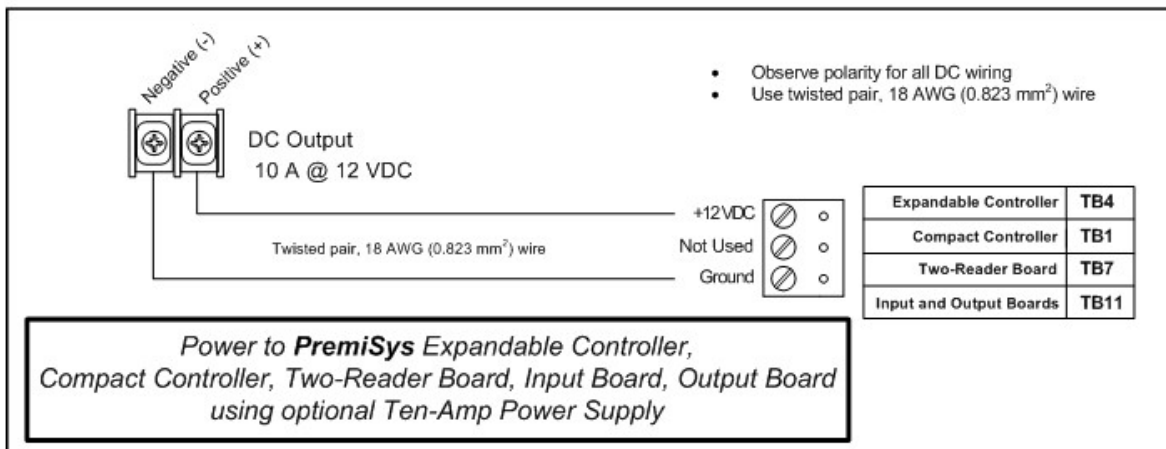 Negative (-)
Positive (+)
DC Output
10 A @ 12 VDC
• Observe polarity for all DC wiring
• Use twisted pair, 18 AWG (0.823 mm²) wire
+12VDC
Not Used
Ground
Twisted pair, 18 AWG (0.823 mm²) wire
Expandable Controller TB4
Compact Controller TB1
Two-Reader Board TB7
Input and Output Boards TB11
Power to PremiSys Expandable Controller,
Compact Controller, Two-Reader Board, Input Board, Output Board
using optional Ten-Amp Power Supply